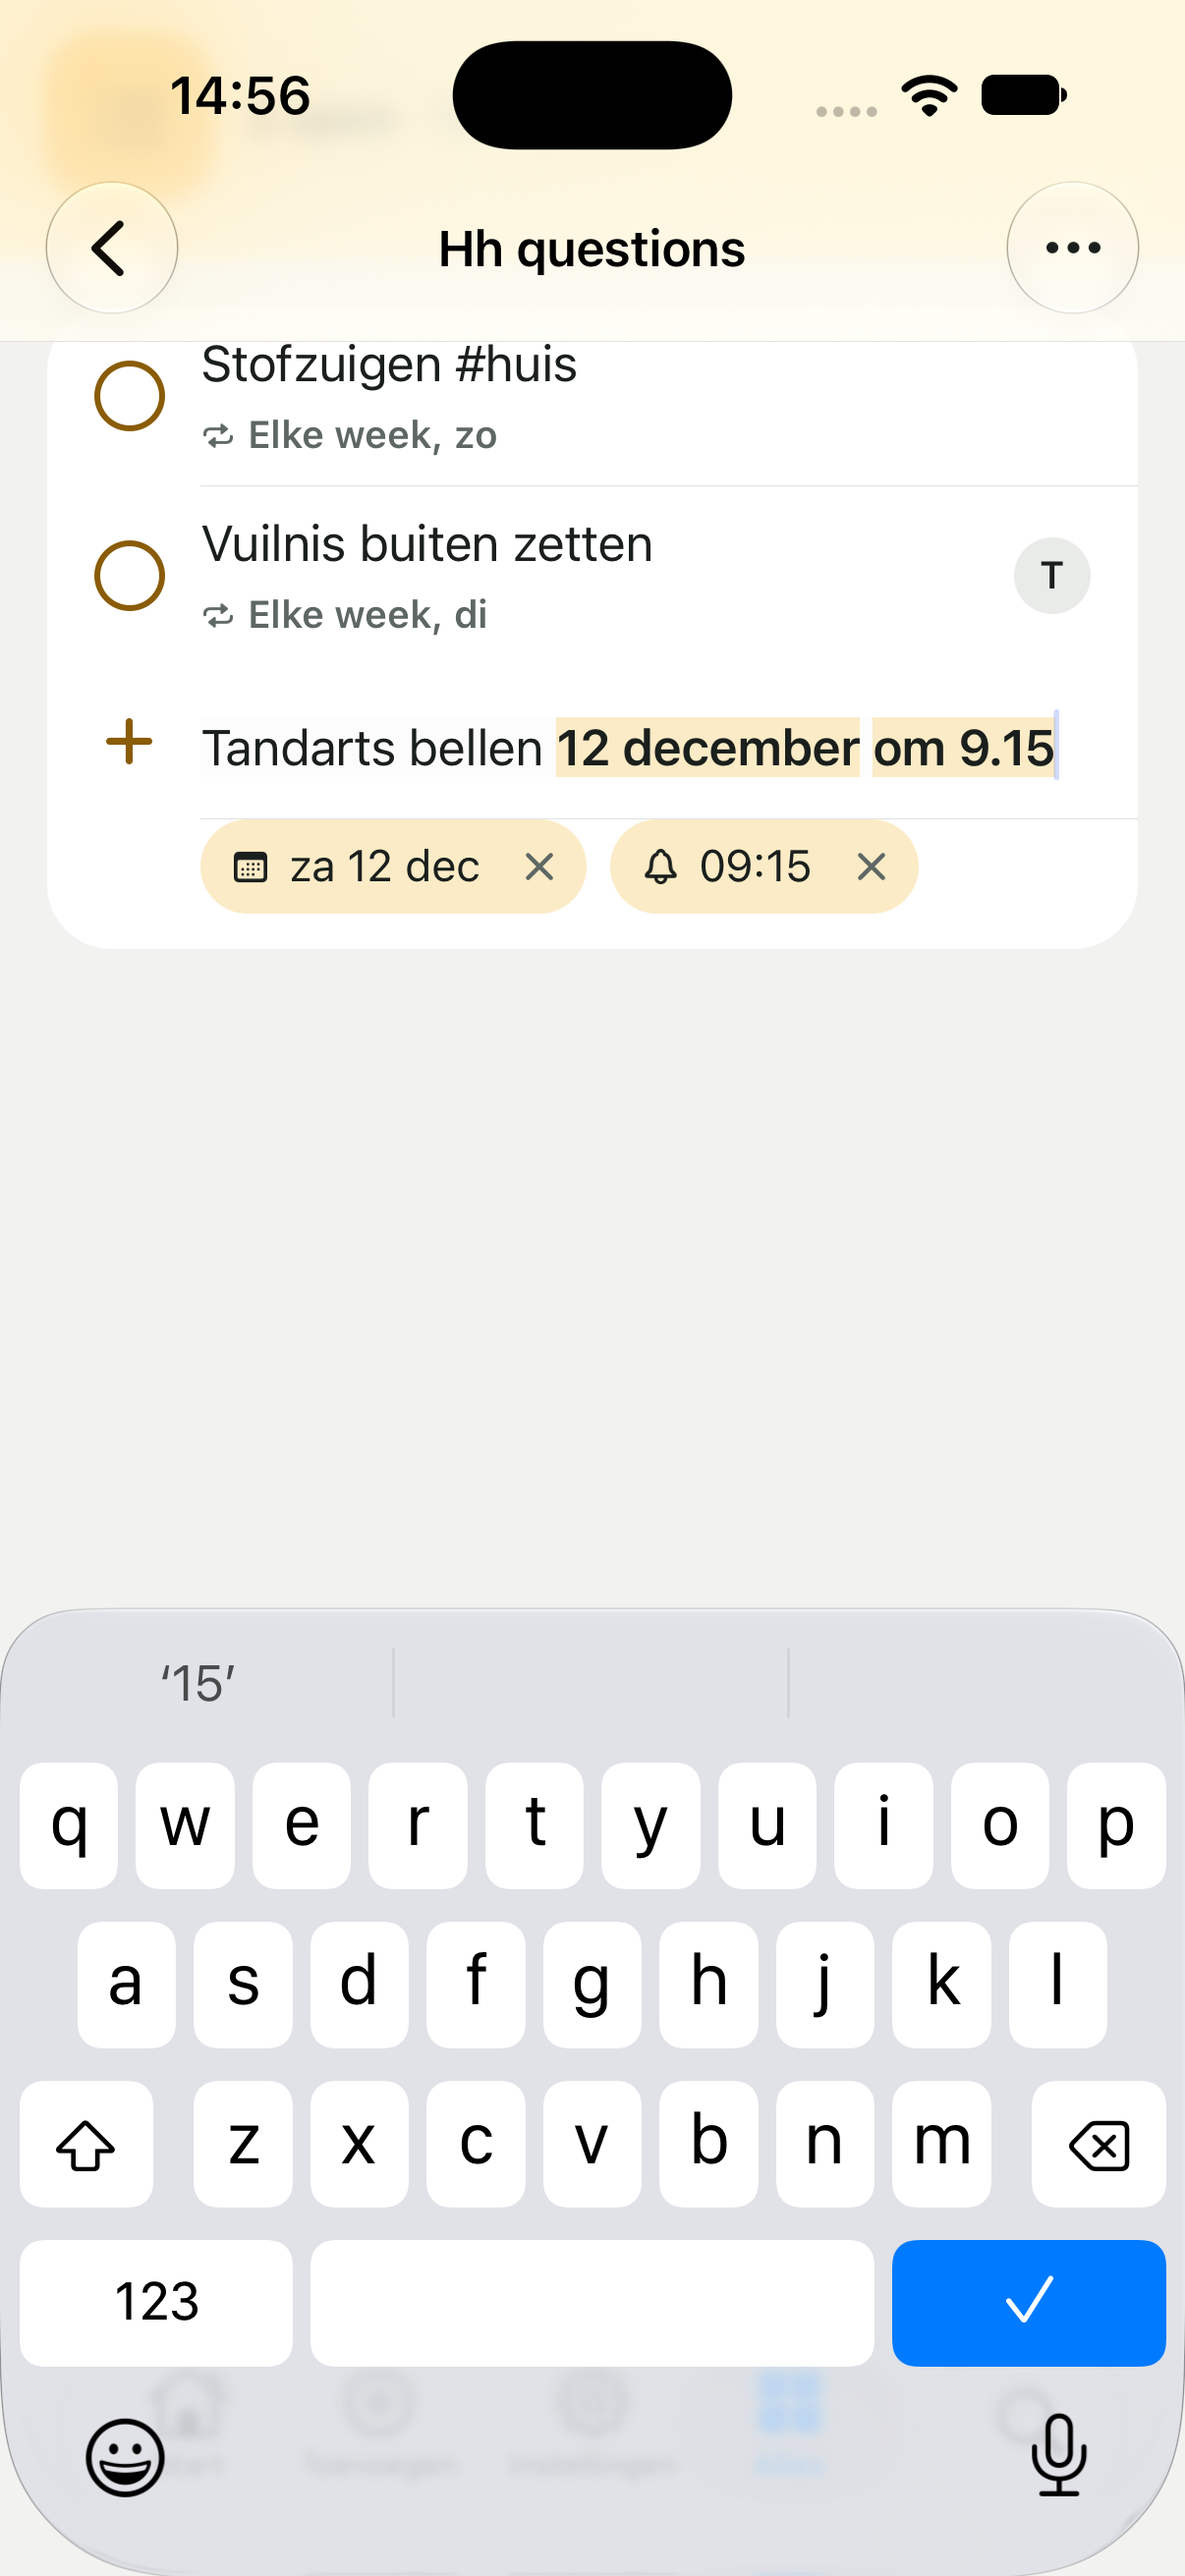 14:56
Hh questions
Stofzuigen #huis
Elke week, zo
Vuilnis buiten zetten
T
Elke week, di
Tandarts bellen 12 december om 9.15
za 12 dec
09:15
‘15’
q w e r t y u i o p
a s d f g h j k l
z x c v b n m
123